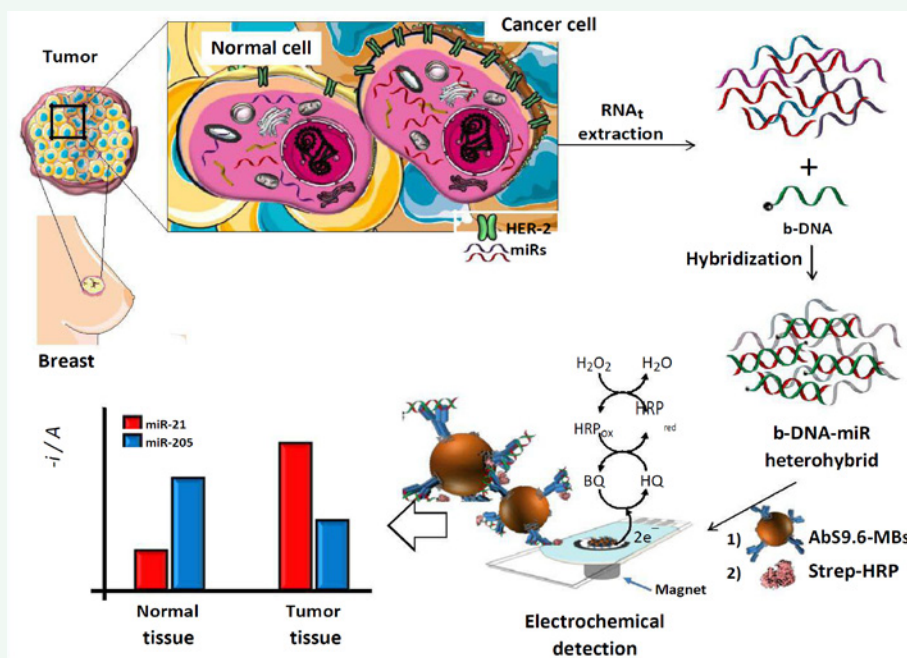 Tumor
Normal cell
Cancer cell
RNAt
extraction
+
b-DNA
HER-2
miRs
Hybridization
Breast
b-DNA-miR
heterohybrid
1) AbS9.6-MBs
2) Strep-HRP
H2O2
H2O
HRP
red
HRPox
BQ
HQ
2e-
Magnet
Electrochemical
detection
miR-21
miR-205
-i / A
Normal
tissue
Tumor
tissue